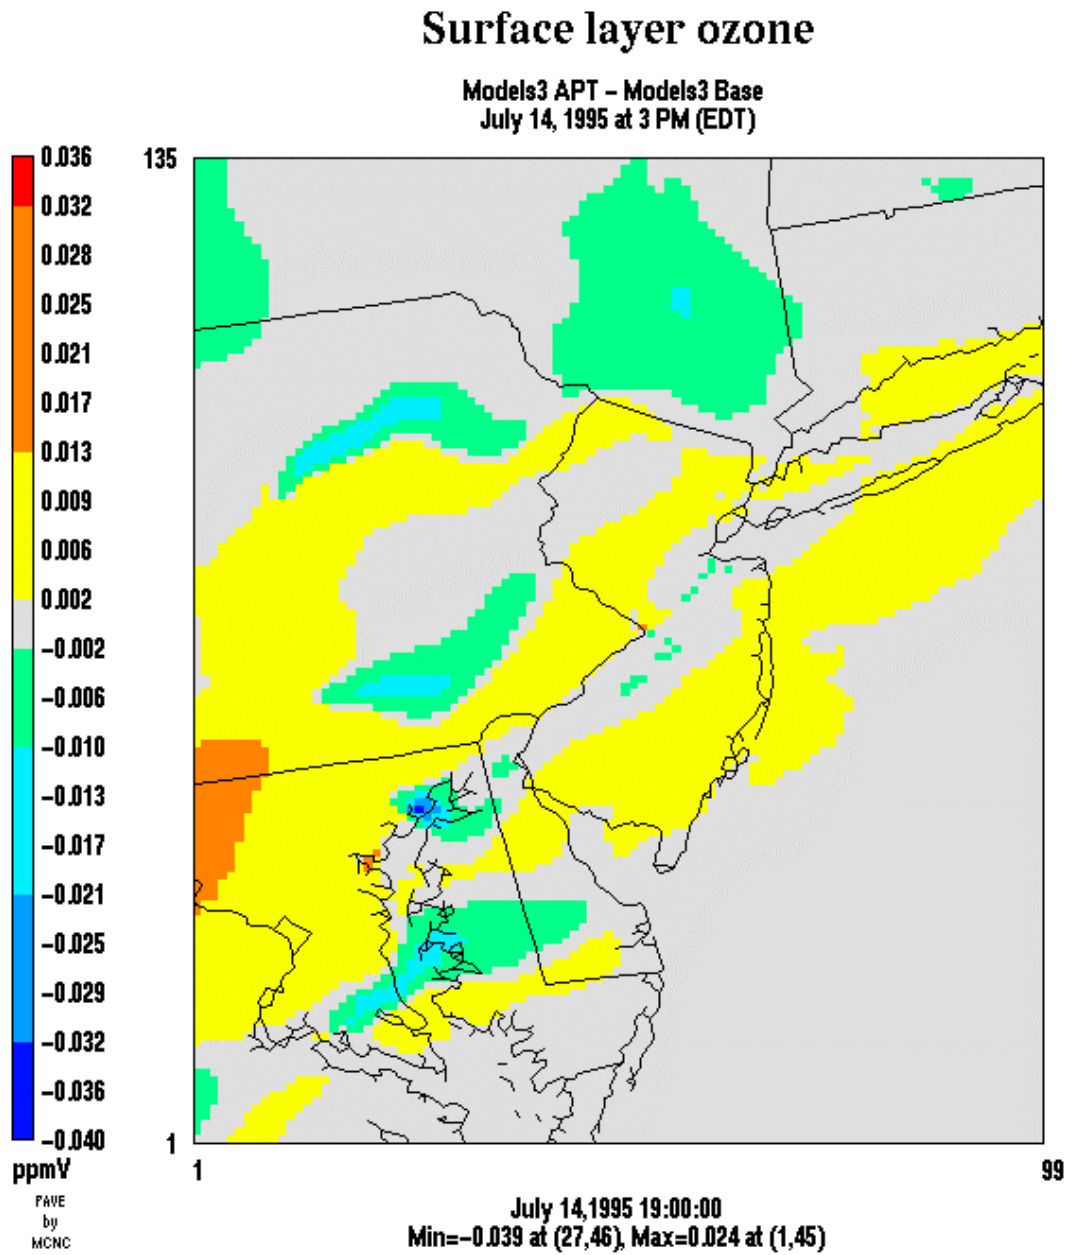 Surface layer ozone
Models3 APT – Models3 Base
July 14, 1995 at 3 PM (EDT)
0.036
0.032
0.028
0.025
0.021
0.017
0.013
0.009
0.006
0.002
−0.002
−0.006
−0.010
−0.013
−0.017
−0.021
−0.025
−0.029
−0.032
−0.036
−0.040
ppmV
PAVE
by
MCNC
135
1
1
99
July 14,1995 19:00:00
Min=−0.039 at (27,46), Max=0.024 at (1,45)